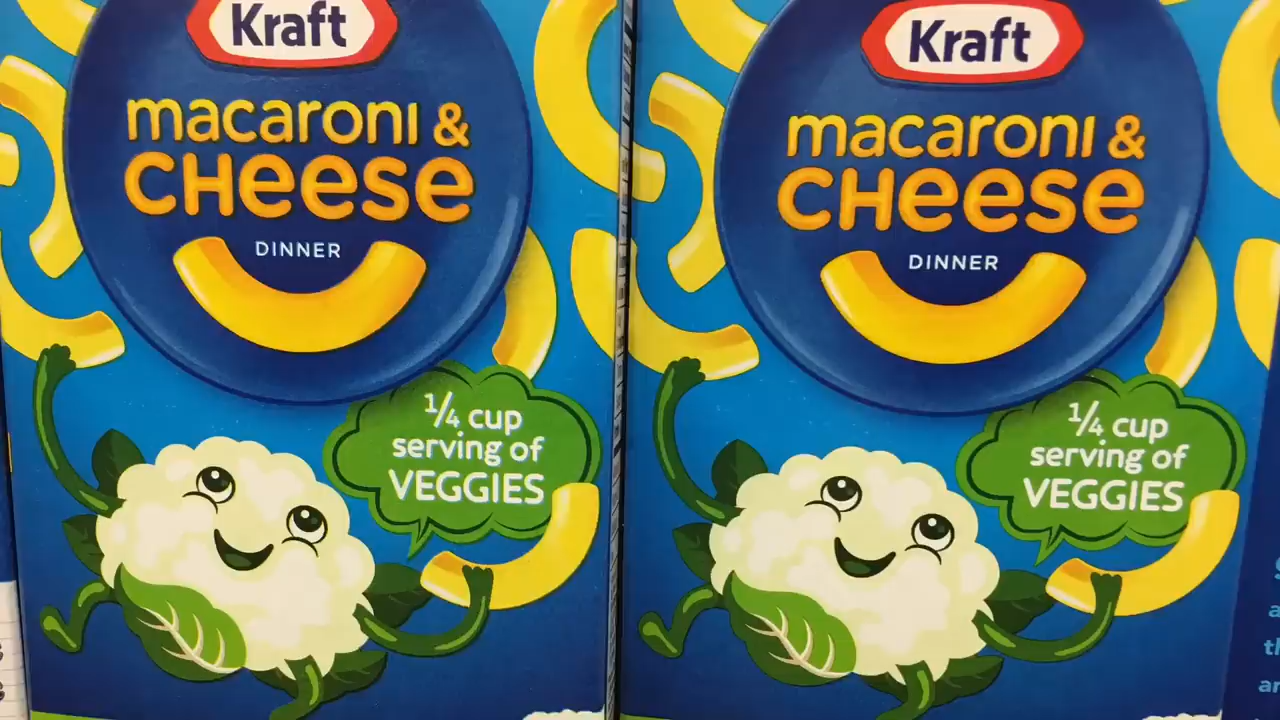 Kraft
macaroni &
CHeese
DINNER
1/4 cup
serving of
VEGGIES
Kraft
macaroni &
CHeese
DINNER
1/4 cup
serving of
VEGGIES